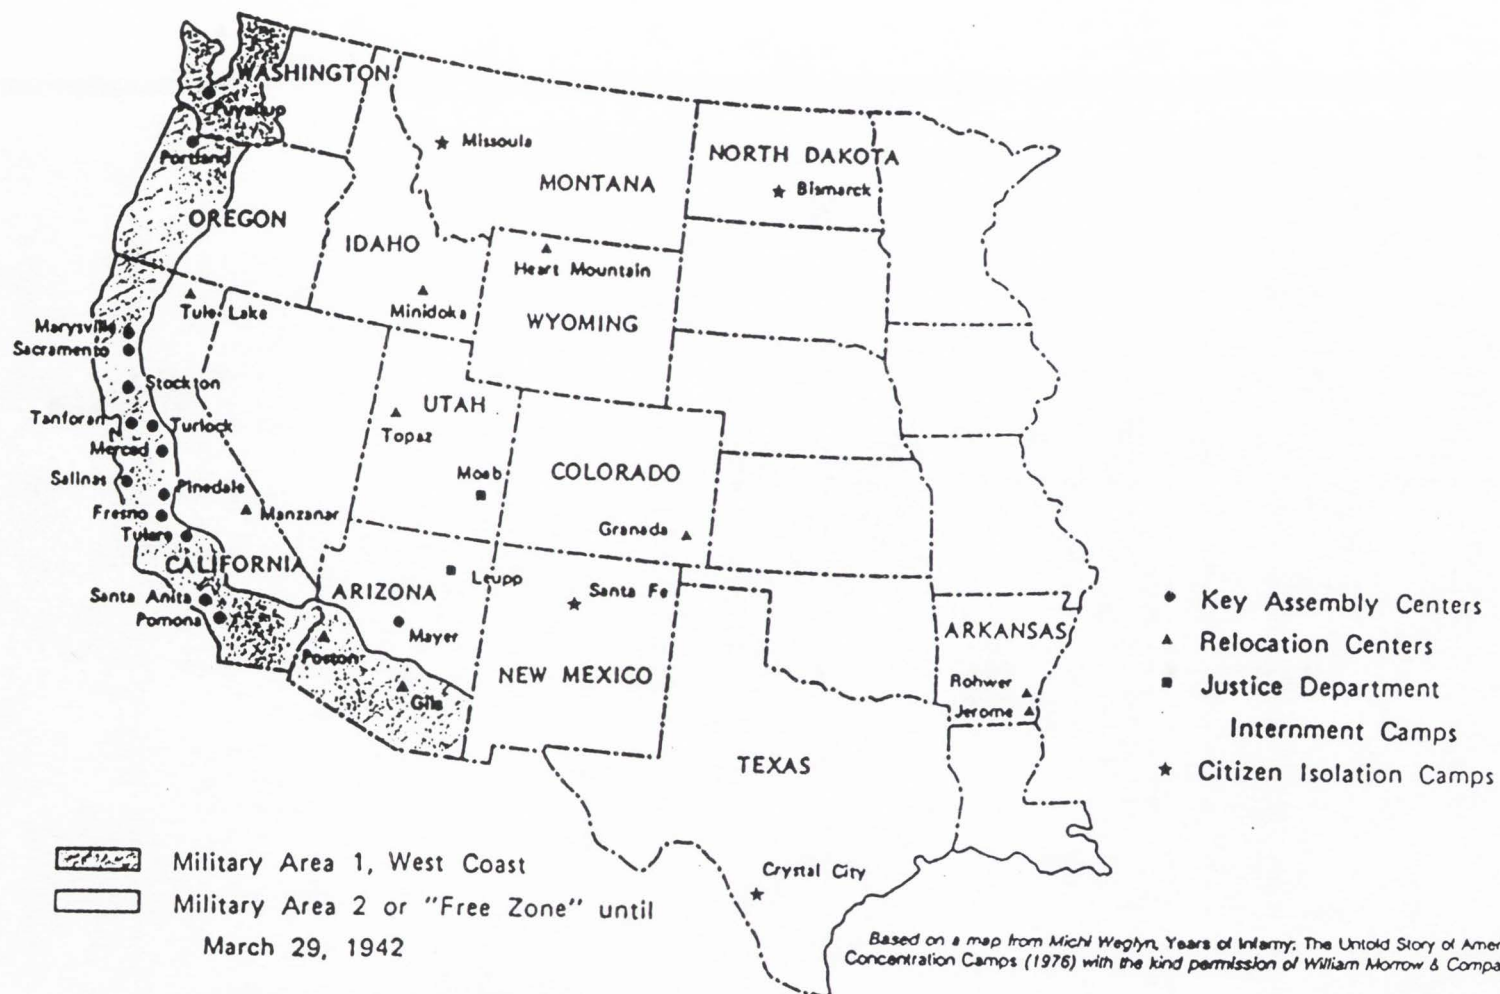 WASHINGTON
Puyallup
Portland
OREGON
Missoula
MONTANA
NORTH DAKOTA
Bismarck
IDAHO
Minidoka
Heart Mountain
WYOMING
Tule Lake
Marysville
Sacramento
Stockton
Tanforan
Turlock
Merced
Salinas
Pinedale
Fresno
Manzanar
Tulare
CALIFORNIA
Santa Anita
Pomona
UTAH
Topaz
Moab
COLORADO
Granada
ARIZONA
Leupp
Mayer
Poston
Gila
Santa Fe
NEW MEXICO
TEXAS
Crystal City
ARKANSAS
Rohwer
Jerome
Key Assembly Centers
Relocation Centers
Justice Department
Internment Camps
Citizen Isolation Camps
Military Area 1, West Coast
Military Area 2 or "Free Zone" until
March 29, 1942
Based on a map from Michi Weglyn, Years of Infamy: The Untold Story of Amer
Concentration Camps (1976) with the kind permission of William Morrow & Compa